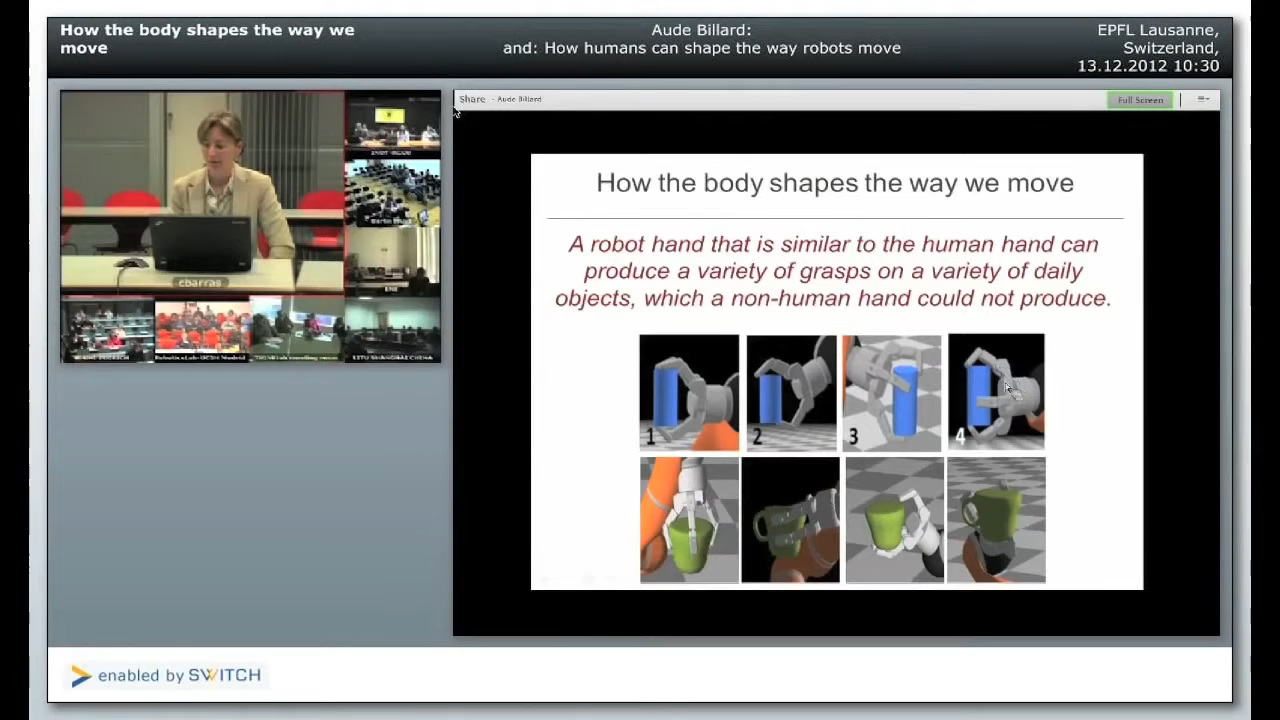 How the body shapes the way we
move
Aude Billard:
and: How humans can shape the way robots move
EPFL Lausanne,
Switzerland,
13.12.2012 10:30
cbarras
Share - Aude Billard
Full Screen
How the body shapes the way we move
A robot hand that is similar to the human hand can
produce a variety of grasps on a variety of daily
objects, which a non-human hand could not produce.
1
2
3
4
enabled by SWITCH